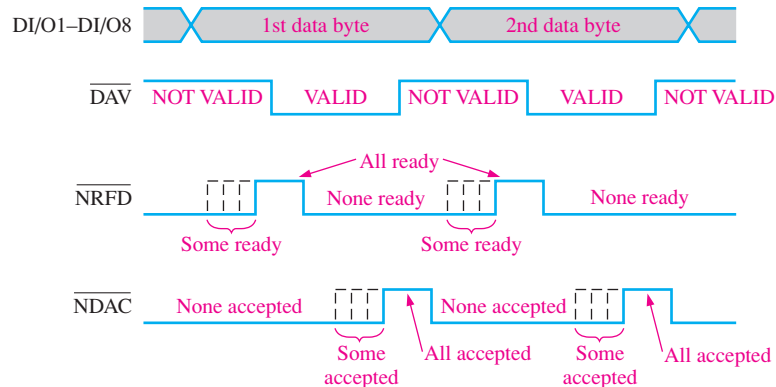 DI/O1–DI/O8 1st data byte 2nd data byte
DAV NOT VALID VALID NOT VALID VALID NOT VALID
All ready
NRFD None ready None ready
Some ready Some ready
NDAC None accepted None accepted
Some accepted All accepted Some accepted All accepted